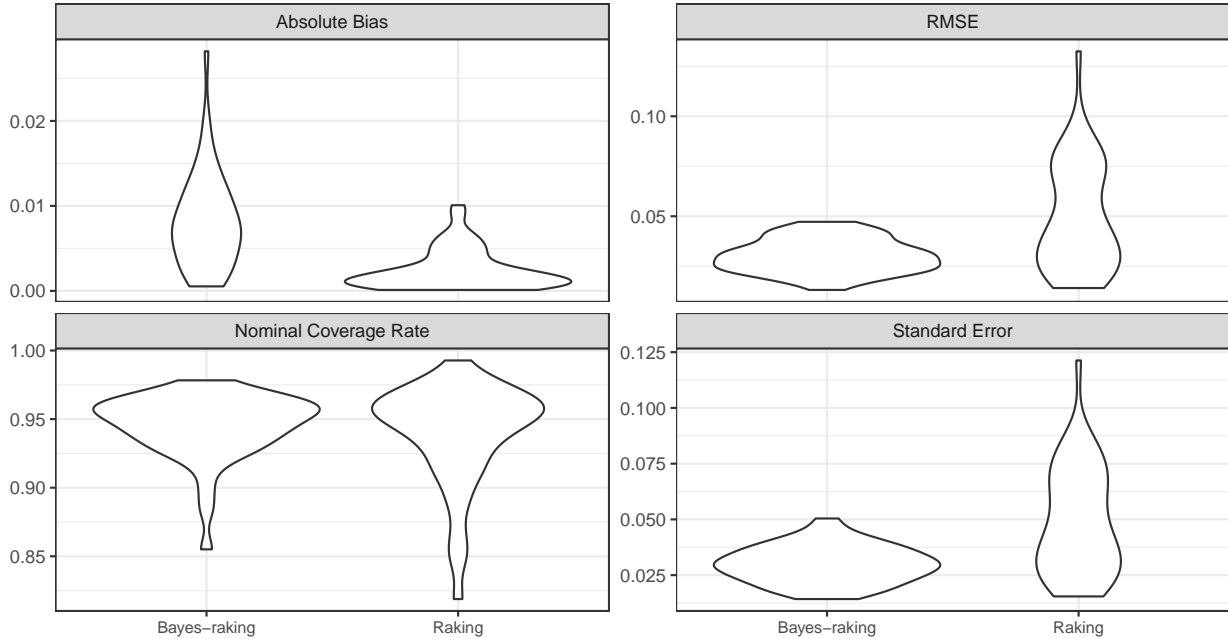 Absolute Bias
0.02
0.01
0.00
RMSE
0.10
0.05
Nominal Coverage Rate
1.00
0.95
0.90
0.85
Bayes−raking Raking
Standard Error
0.125
0.100
0.075
0.050
0.025
Bayes−raking Raking